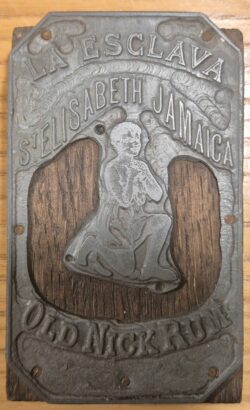 LA ESCLAVA
ST ELISABETH JAMAICA
OLD NICK RUM